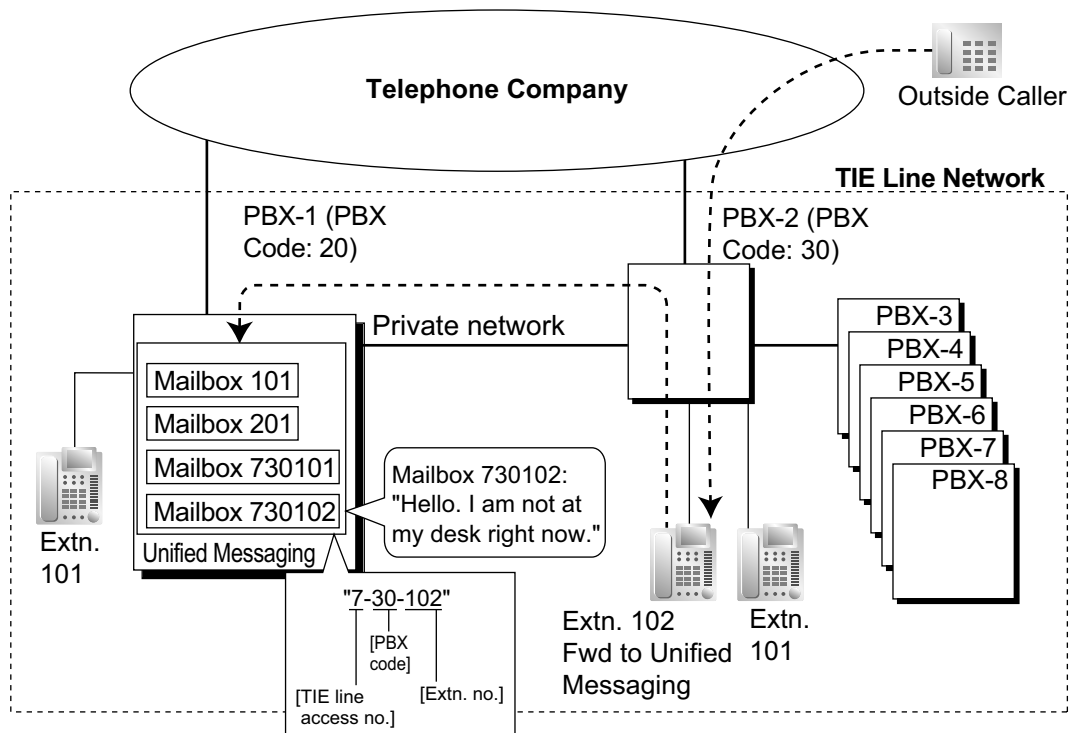 Telephone Company
Outside Caller
TIE Line Network
PBX-1 (PBX
Code: 20)
PBX-2 (PBX
Code: 30)
Private network
Mailbox 101
Mailbox 201
Mailbox 730101
Mailbox 730102
Unified Messaging
Extn.
101
Mailbox 730102:
"Hello. I am not at
my desk right now."
PBX-3
PBX-4
PBX-5
PBX-6
PBX-7
PBX-8
"7-30-102"
[PBX
code]
[TIE line
access no.]
[Extn. no.]
Extn. 102
Fwd to Unified
Messaging
Extn.
101